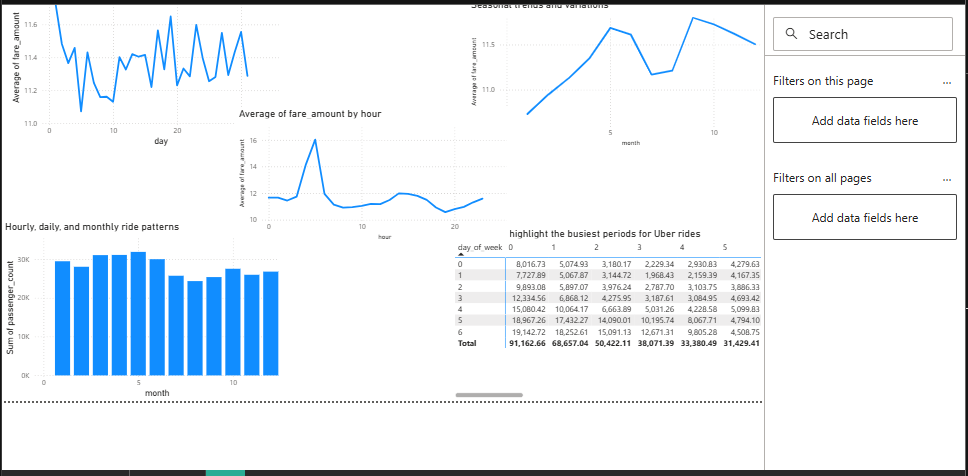 Seasonal trends and variations
Average of fare_amount
11.6
11.4
11.2
11.0
0
10
20
day
Average of fare_amount
11.5
11.0
5
10
month
Average of fare_amount by hour
Average of fare_amount
16
14
12
10
0
10
20
hour
Hourly, daily, and monthly ride patterns
Sum of passenger_count
30K
20K
10K
0K
0
5
10
month
highlight the busiest periods for Uber rides
day_of_week 0 1 2 3 4 5
0 8,016.73 5,074.93 3,180.17 2,229.34 2,930.83 4,279.63
1 7,727.89 5,067.87 3,144.72 1,968.43 2,159.39 4,167.35
2 9,893.08 5,897.07 3,976.24 2,787.70 3,103.75 3,886.33
3 12,334.56 6,868.12 4,275.95 3,187.61 3,084.95 4,693.42
4 15,080.42 10,064.17 6,663.89 5,031.26 4,228.58 5,099.83
5 18,967.26 17,432.27 14,090.01 10,195.74 8,067.71 4,794.10
6 19,142.72 18,252.61 15,091.13 12,671.31 9,805.28 4,508.75
Total 91,162.66 68,657.04 50,422.11 38,071.39 33,380.49 31,429.41
Search
Filters on this page ...
Add data fields here
Filters on all pages ...
Add data fields here